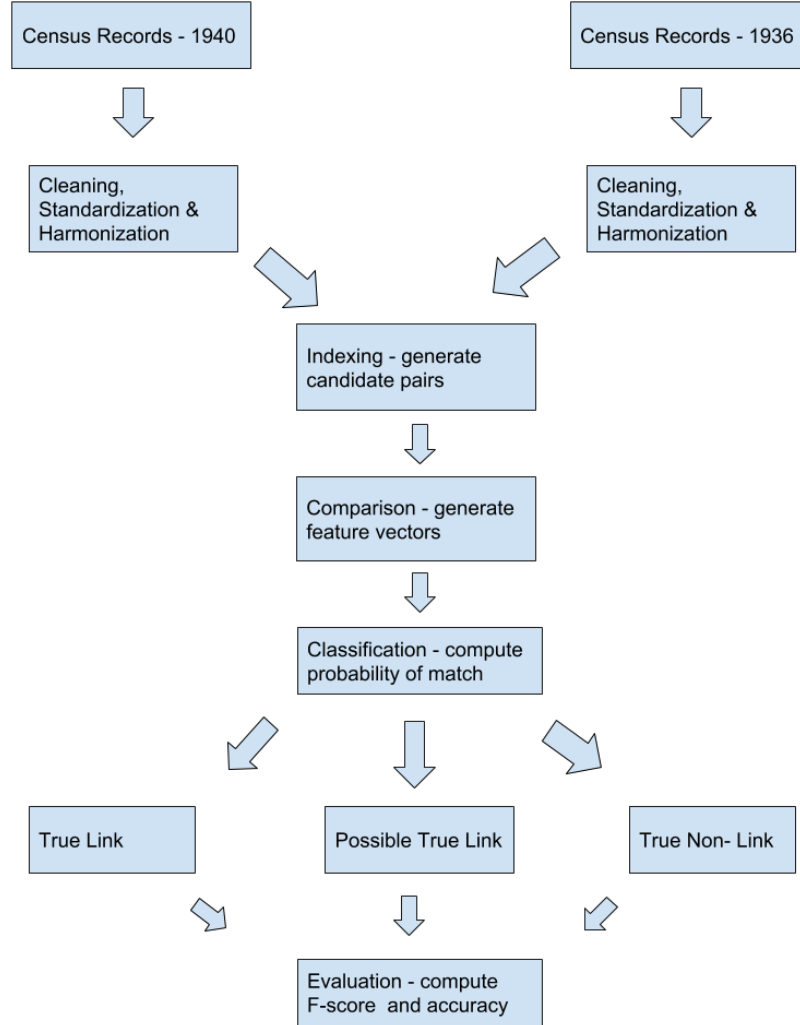 Census Records - 1940
Census Records - 1936
Cleaning,
Standardization &
Harmonization
Cleaning,
Standardization &
Harmonization
Indexing - generate
candidate pairs
Comparison - generate
feature vectors
Classification - compute
probability of match
True Link
Possible True Link
True Non- Link
Evaluation - compute
F-score and accuracy